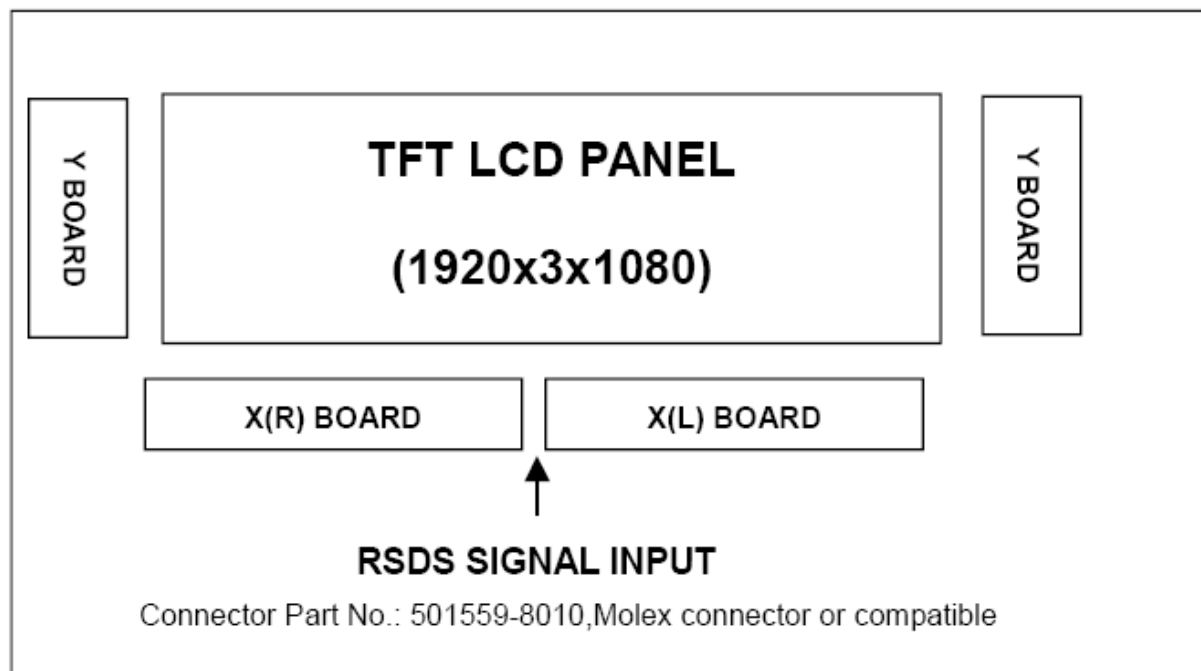 Y BOARD
TFT LCD PANEL
(1920x3x1080)
Y BOARD
X(R) BOARD
X(L) BOARD
RSDS SIGNAL INPUT
Connector Part No.: 501559-8010,Molex connector or compatible